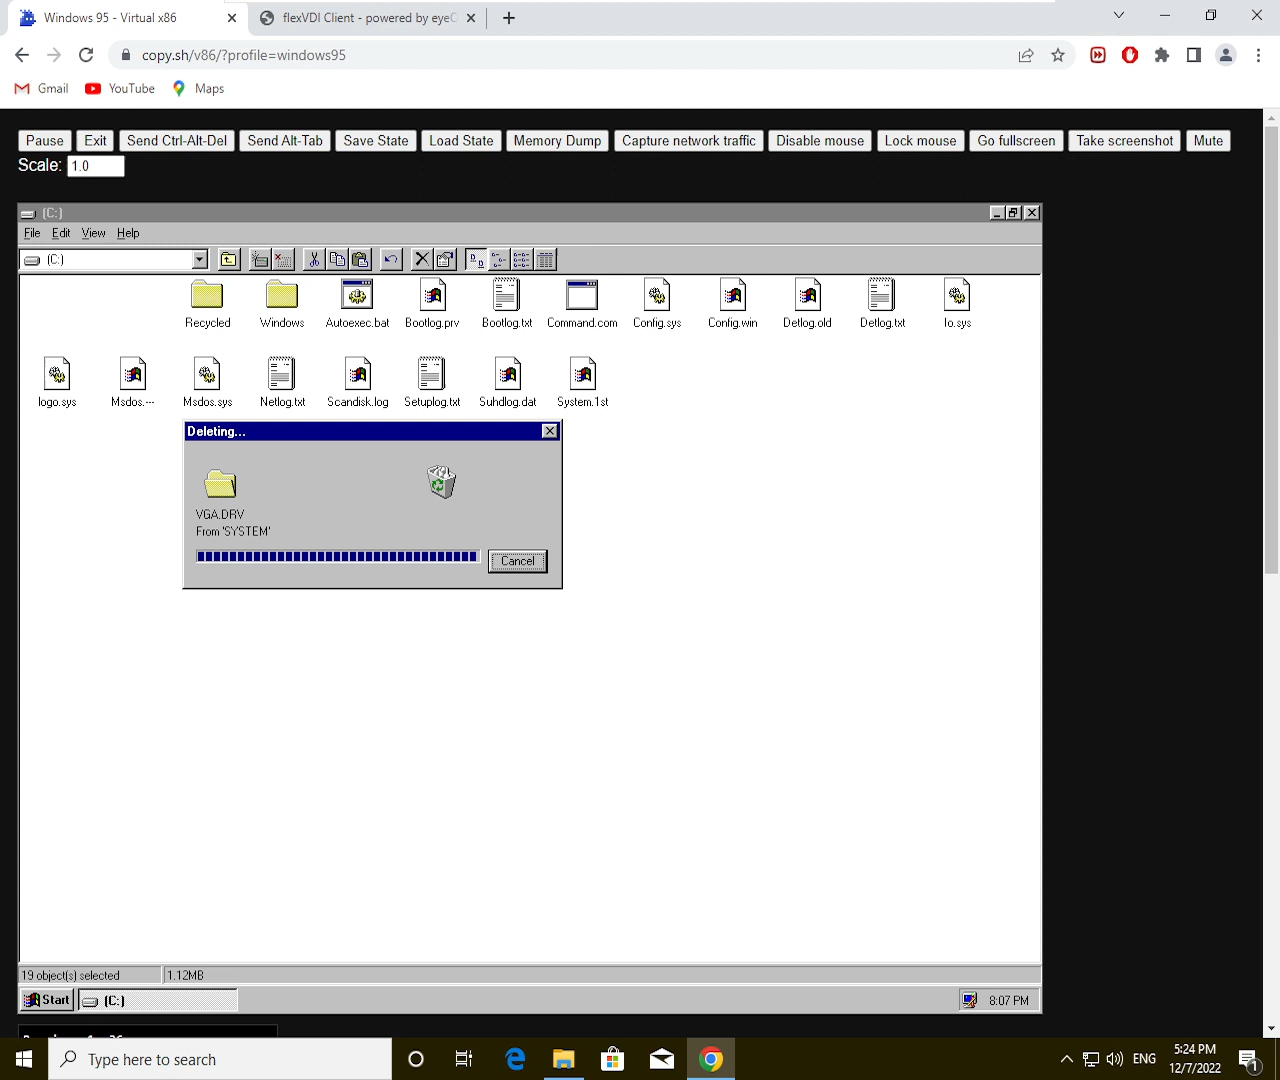 Windows 95 - Virtual x86
flexVDI Client - powered by eyeO
copy.sh/v86/?profile=windows95
Gmail YouTube Maps
Pause Exit Send Ctrl-Alt-Del Send Alt-Tab Save State Load State Memory Dump Capture network traffic Disable mouse Lock mouse Go fullscreen Take screenshot Mute
Scale: 1.0
(C:)
File Edit View Help
(C:)
Recycled Windows Autoexec.bat Bootlog.prv Bootlog.txt Command.com Config.sys Config.win Detlog.old Detlog.txt Io.sys
logo.sys Msdos.--- Msdos.sys Netlog.txt Scandisk.log Setuplog.txt Suhdlog.dat System.1st
Deleting...
VGA.DRV
From 'SYSTEM'
Cancel
19 object(s) selected 1.12MB
Start (C:) 8:07 PM
Type here to search
ENG
5:24 PM
12/7/2022
1